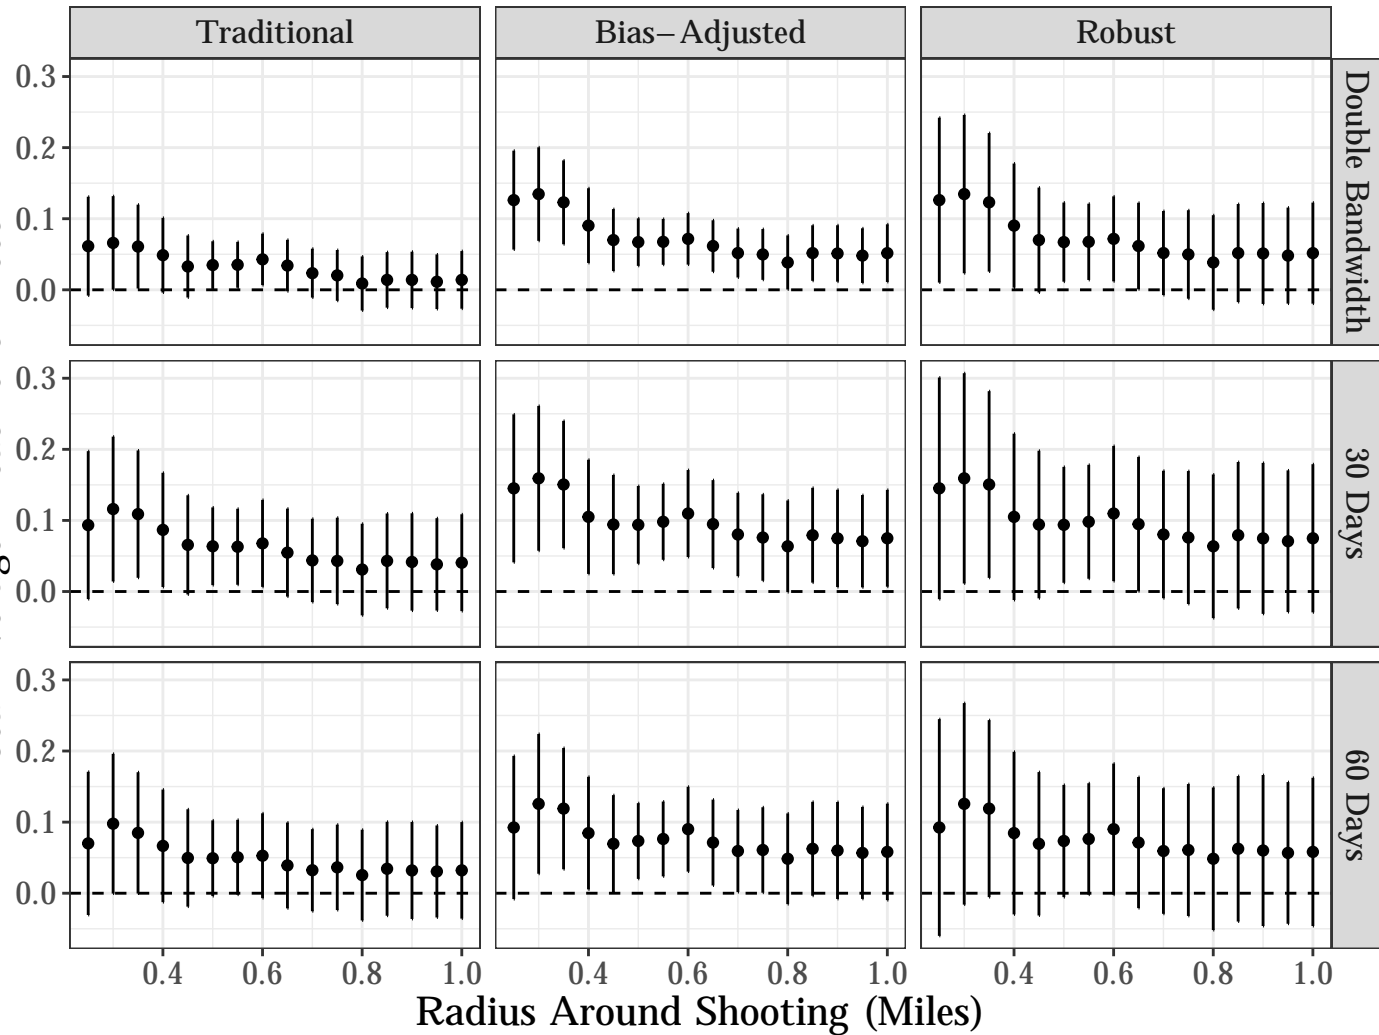 Traditional Bias–Adjusted Robust
0.3
0.2
0.1
0.0
Double Bandwidth
0.3
0.2
0.1
0.0
30 Days
0.3
0.2
0.1
0.0
60 Days
0.4 0.6 0.8 1.0 0.4 0.6 0.8 1.0 0.4 0.6 0.8 1.0
Radius Around Shooting (Miles)